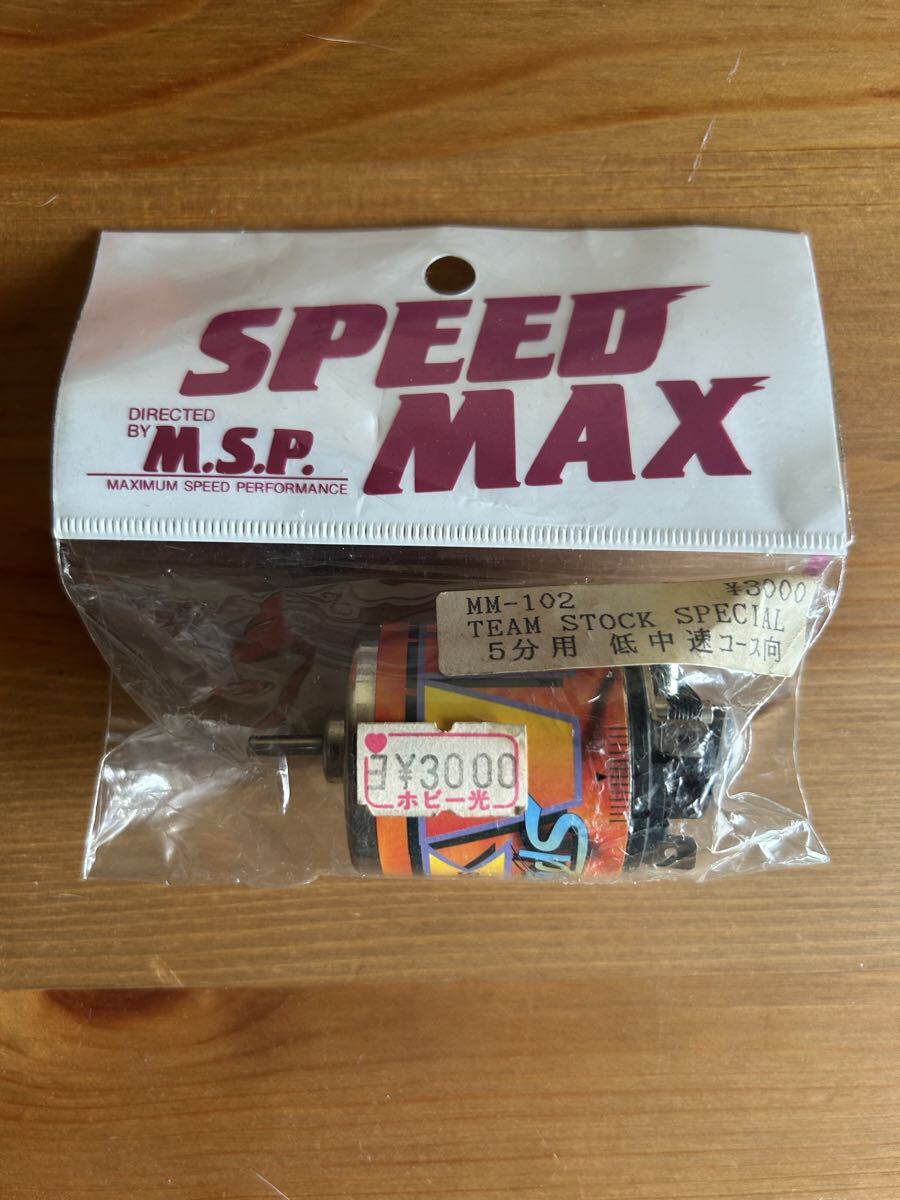 SPEED
MAX
DIRECTED
BY M.S.P.
MAXIMUM SPEED PERFORMANCE
MM-102 ¥3000
TEAM STOCK SPECIAL
5分用 低中速コース向
ヨ¥3000
ホビー光